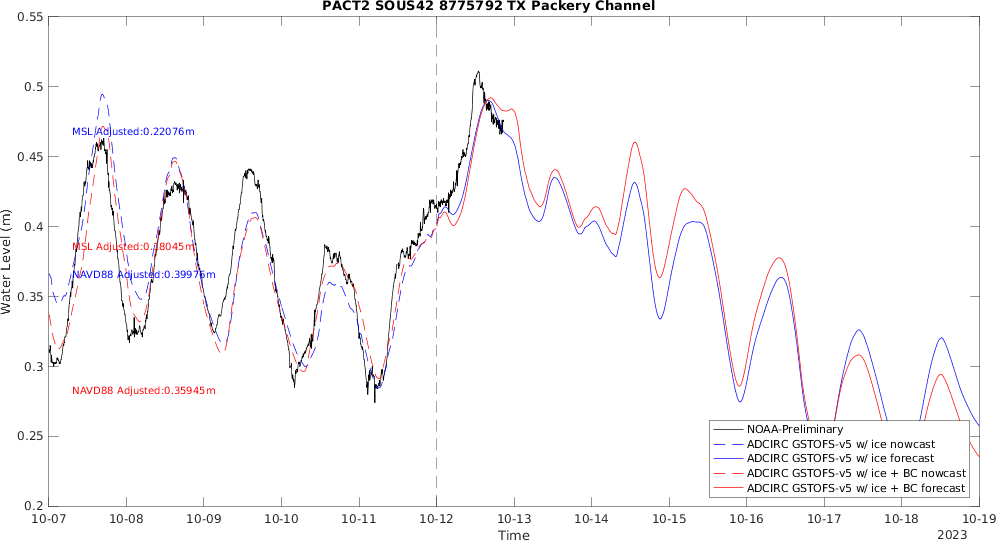 PACT2 SOUS42 8775792 TX Packery Channel
0.55
0.5
0.45
0.4
0.35
0.3
0.25
0.2
Water Level (m)
MSL Adjusted:0.22076m
MSL Adjusted:0.38045m
NAVD88 Adjusted:0.39976m
NAVD88 Adjusted:0.35945m
NOAA-Preliminary
ADCIRC GSTOFS-v5 w/ ice nowcast
ADCIRC GSTOFS-v5 w/ ice forecast
ADCIRC GSTOFS-v5 w/ ice + BC nowcast
ADCIRC GSTOFS-v5 w/ ice + BC forecast
10-07 10-08 10-09 10-10 10-11 10-12 10-13 10-14 10-15 10-16 10-17 10-18 10-19
Time
2023